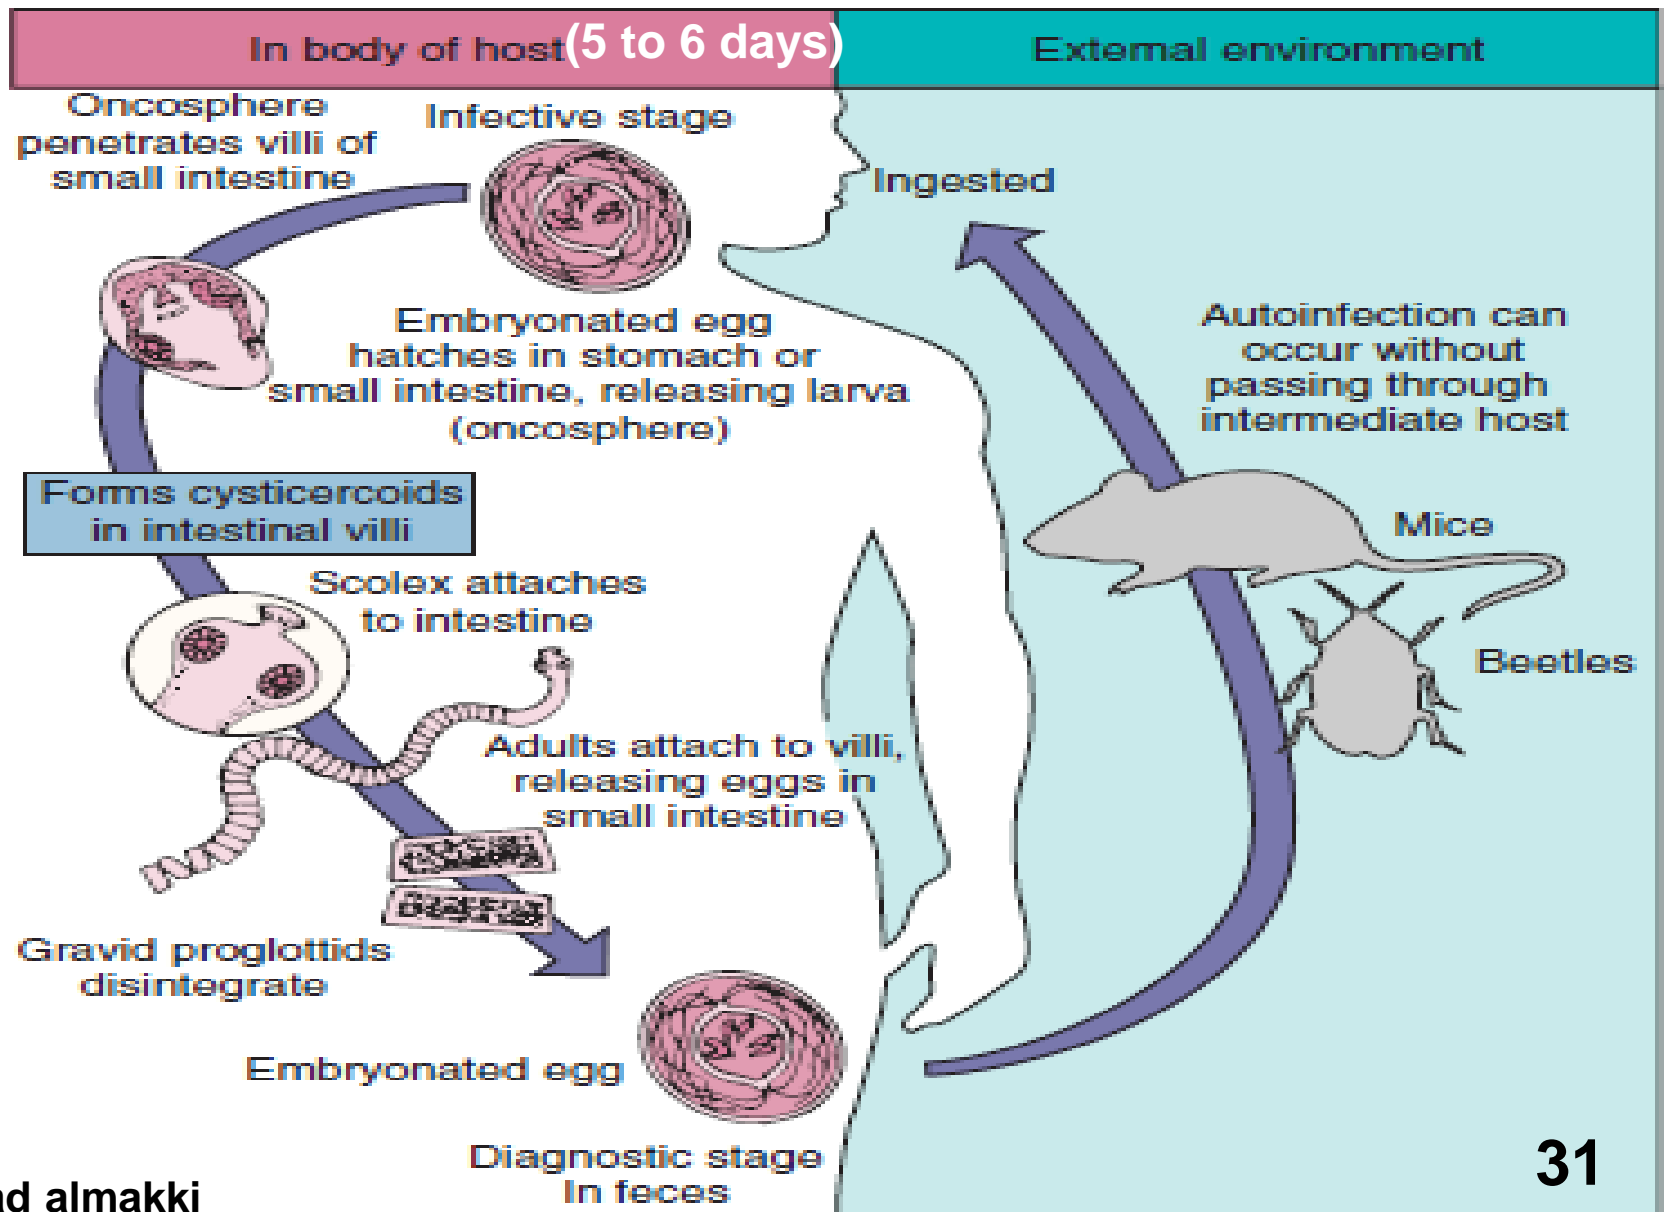 In body of host (5 to 6 days)
External environment
Oncosphere
penetrates villi of
small intestine
Infective stage
Ingested
Embryonated egg
hatches in stomach or
small intestine, releasing larva
(oncosphere)
Autoinfection can
occur without
passing through
intermediate host
Forms cysticercoids
in intestinal villi
Mice
Scolex attaches
to intestine
Beetles
Adults attach to villi,
releasing eggs in
small intestine
Gravid proglottids
disintegrate
Embryonated egg
Diagnostic stage
In feces
31
almakki